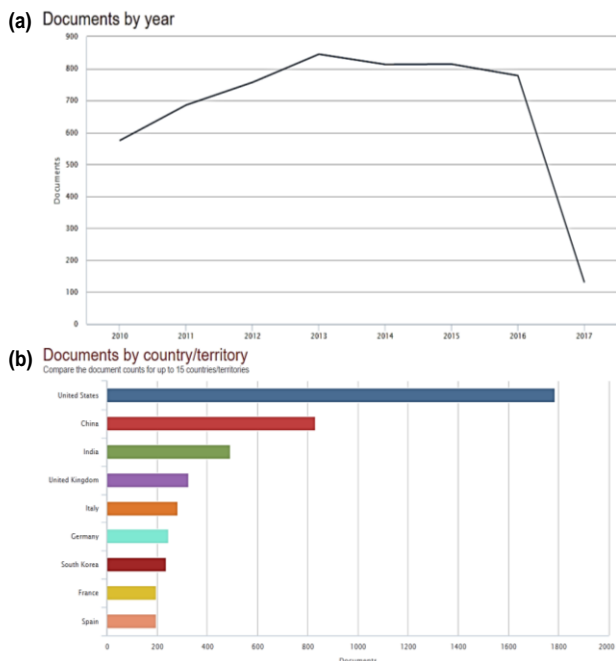 (a) Documents by year
900
800
700
600
500
400
300
200
100
0
Documents
2010 2011 2012 2013 2014 2015 2016 2017
(b) Documents by country/territory
Compare the document counts for up to 15 countries/territories
United States
China
India
United Kingdom
Italy
Germany
South Korea
France
Spain
0 200 400 600 800 1000 1200 1400 1600 1800 2000
Documents